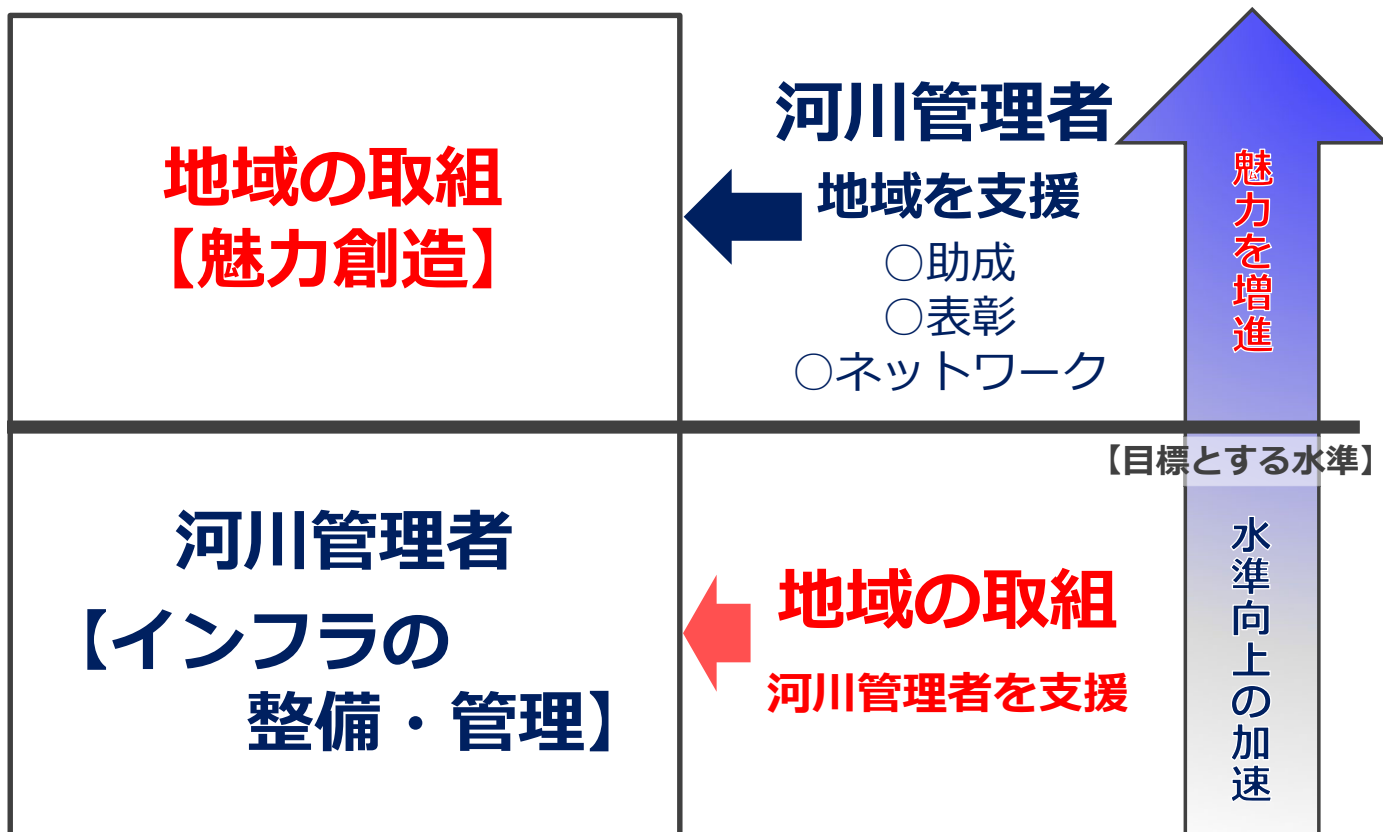 地域の取組
【魅力創造】
河川管理者
地域を支援
○助成
○表彰
○ネットワーク
魅力を増進
【目標とする水準】
河川管理者
【インフラの
整備・管理】
地域の取組
河川管理者を支援
水準向上の加速